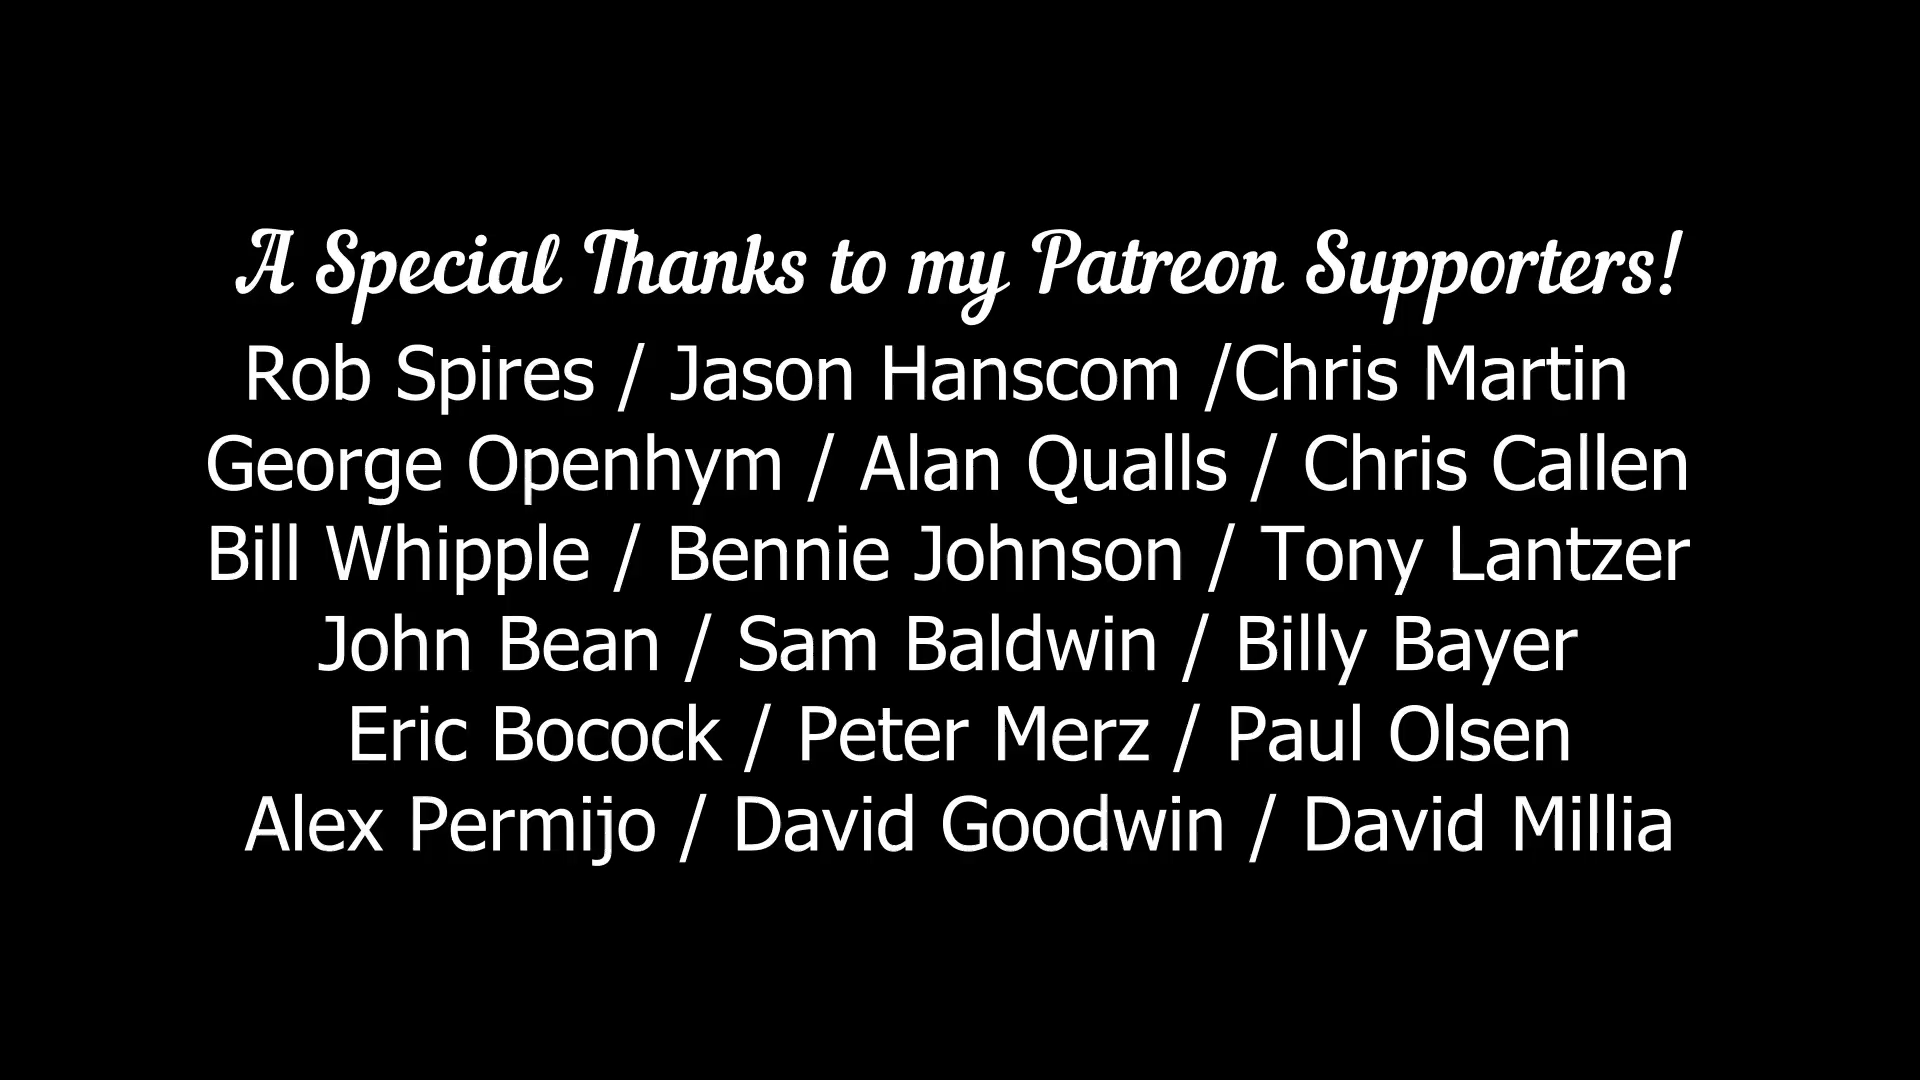 A Special Thanks to my Patreon Supporters!
Rob Spires / Jason Hanscom /Chris Martin
George Openhym / Alan Qualls / Chris Callen
Bill Whipple / Bennie Johnson / Tony Lantzer
John Bean / Sam Baldwin / Billy Bayer
Eric Bocock / Peter Merz / Paul Olsen
Alex Permijo / David Goodwin / David Millia